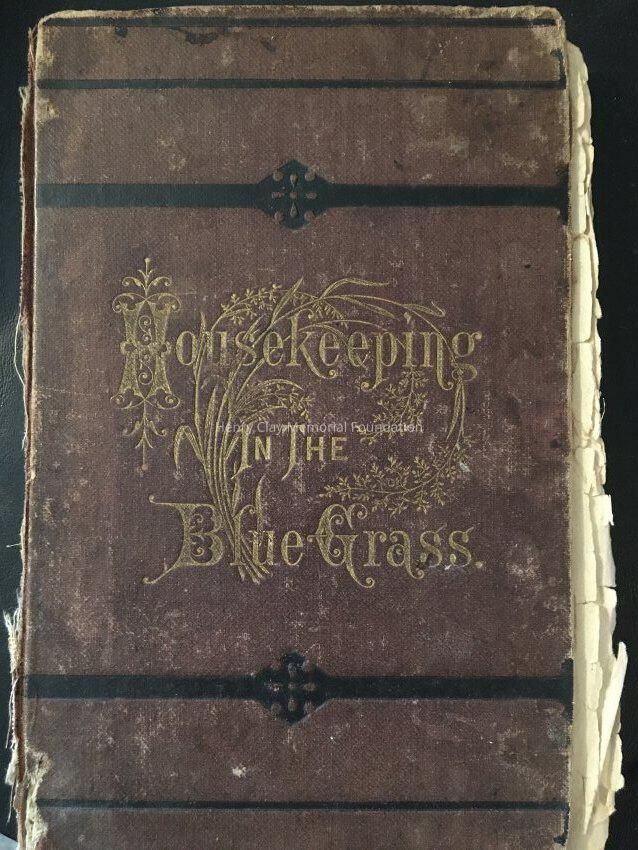 Housekeeping
Henry Clay Memorial Foundation
In The
Blue Grass.